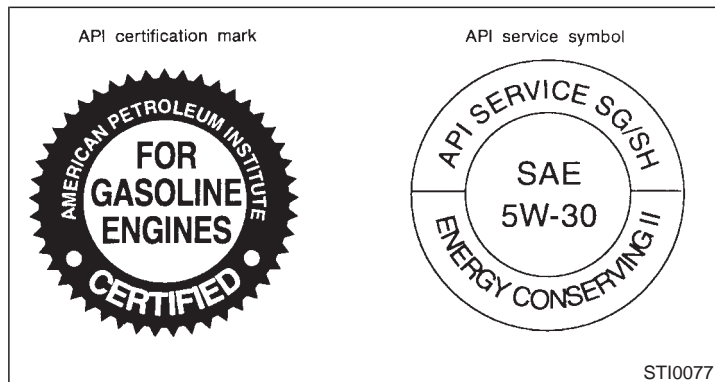 API certification mark
AMERICAN PETROLEUM INSTITUTE
FOR
GASOLINE
ENGINES
CERTIFIED
API service symbol
API SERVICE SG/SH
SAE
5W-30
ENERGY CONSERVING II
STI0077